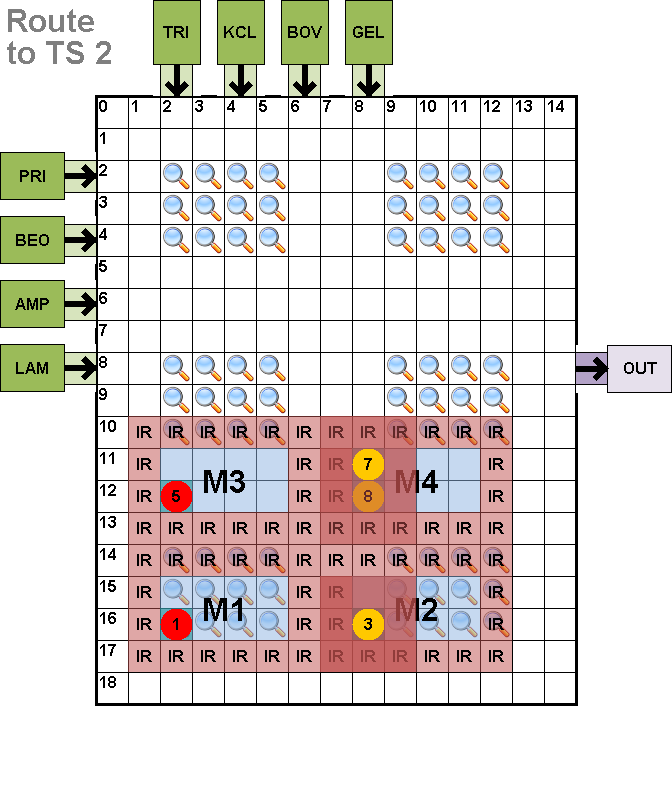 Route
to TS 2
TRI KCL BOV GEL
0 1 2 3 4 5 6 7 8 9 10 11 12 13 14
1
PRI 2
3
BEO 4
5
AMP 6
7
LAM 8 OUT
9
10 IR IR IR IR IR IR IR IR IR IR IR IR
11 IR IR IR 7 IR
M3 M4
12 IR 5 IR IR 8 IR
13 IR IR IR IR IR IR IR IR IR IR IR IR
14 IR IR IR IR IR IR IR IR IR IR IR IR
15 IR IR IR
M1 M2
16 IR 1 IR 3 IR
17 IR IR IR IR IR IR IR IR IR IR IR IR
18